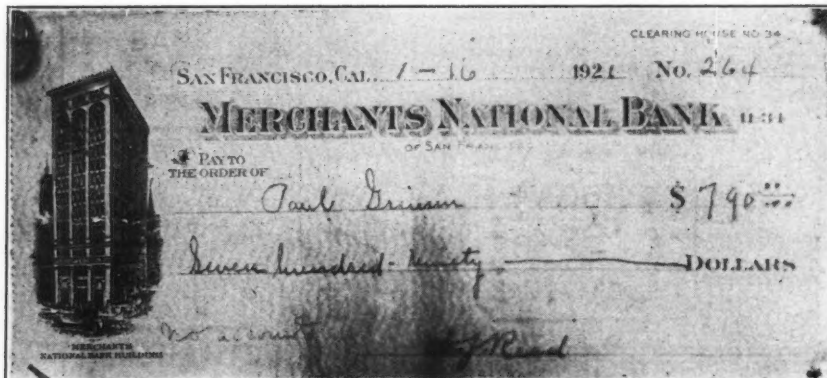 CLEARING HOUSE NO 34
SAN FRANCISCO, CAL. 1-16 1921 No. 264
MERCHANTS NATIONAL BANK 11-34
OF SAN FRANCISCO
PAY TO
THE ORDER OF
Paul $ 790
Seven hundred - ninety DOLLARS
no account
Reed
MERCHANTS
NATIONAL BANK BUILDING